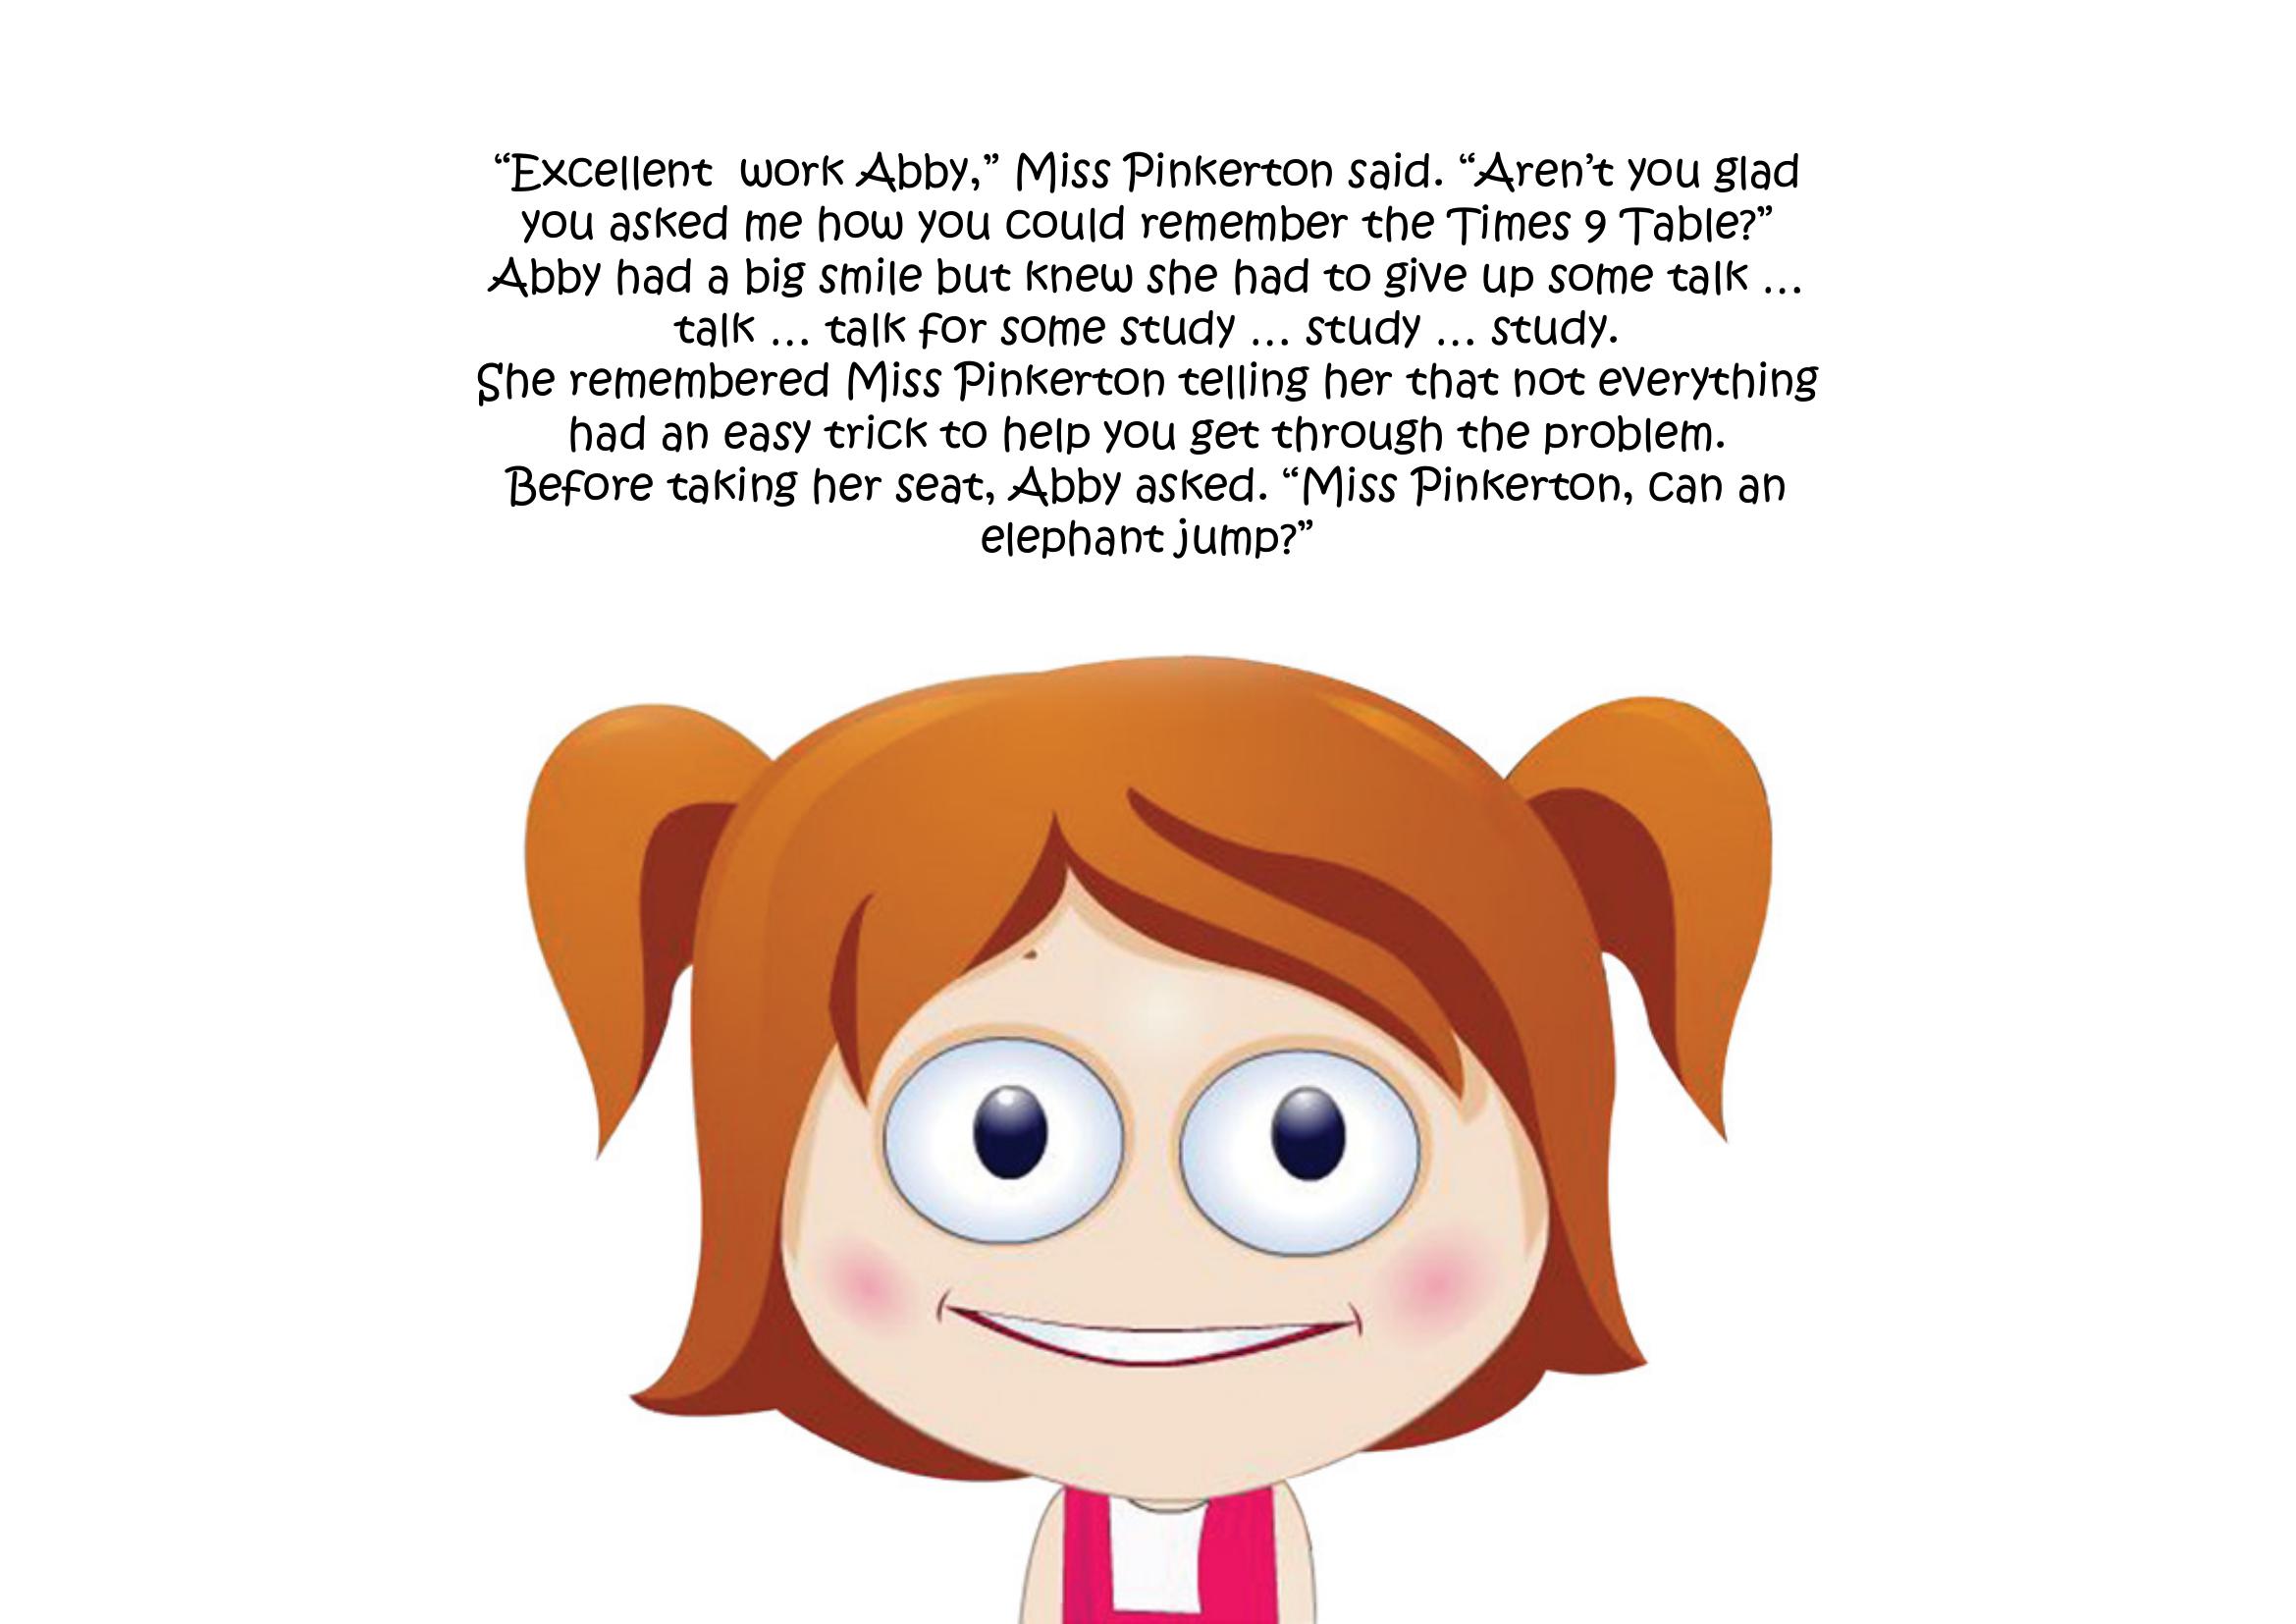 “Excellent  work Abby,” Miss Pinkerton said. “Aren’t you glad
you asked me how you could remember the Times 9 Table?”
Abby had a big smile but knew she had to give up some talk ...
talk ... talk for some study ... study ... study.
She remembered Miss Pinkerton telling her that not everything
had an easy trick to help you get through the problem.
Before taking her seat, Abby asked. “Miss Pinkerton, can an
elephant jump?”